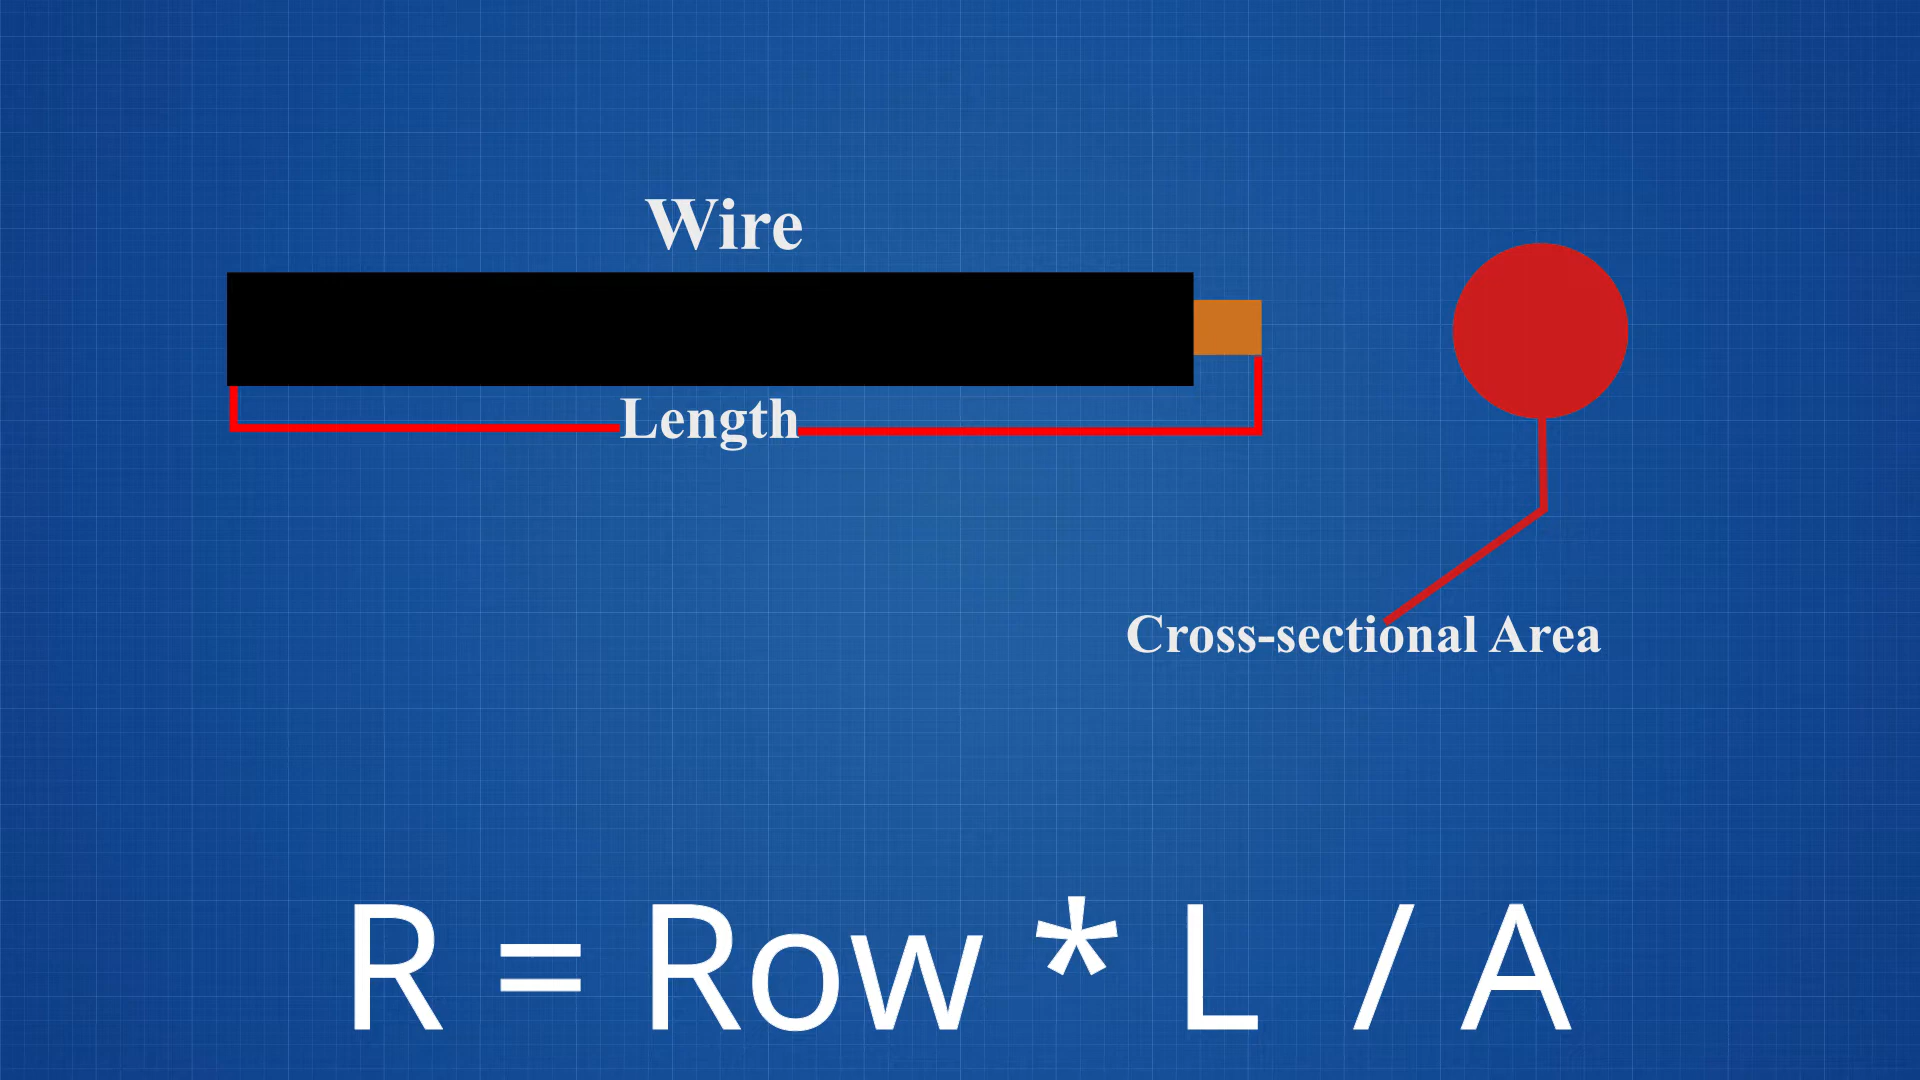 Wire
Length
Cross-sectional Area
R = Row * L / A